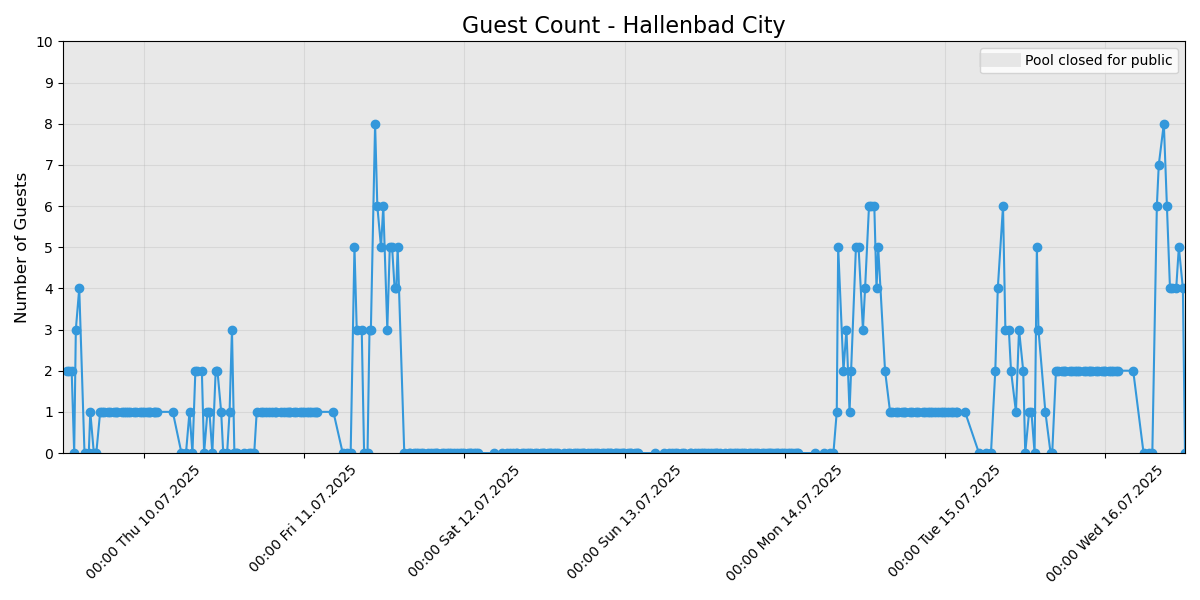 Guest Count - Hallenbad City
Pool closed for public
Number of Guests
10
9
8
7
6
5
4
3
2
1
0
00:00 Thu 10.07.2025
00:00 Fri 11.07.2025
00:00 Sat 12.07.2025
00:00 Sun 13.07.2025
00:00 Mon 14.07.2025
00:00 Tue 15.07.2025
00:00 Wed 16.07.2025